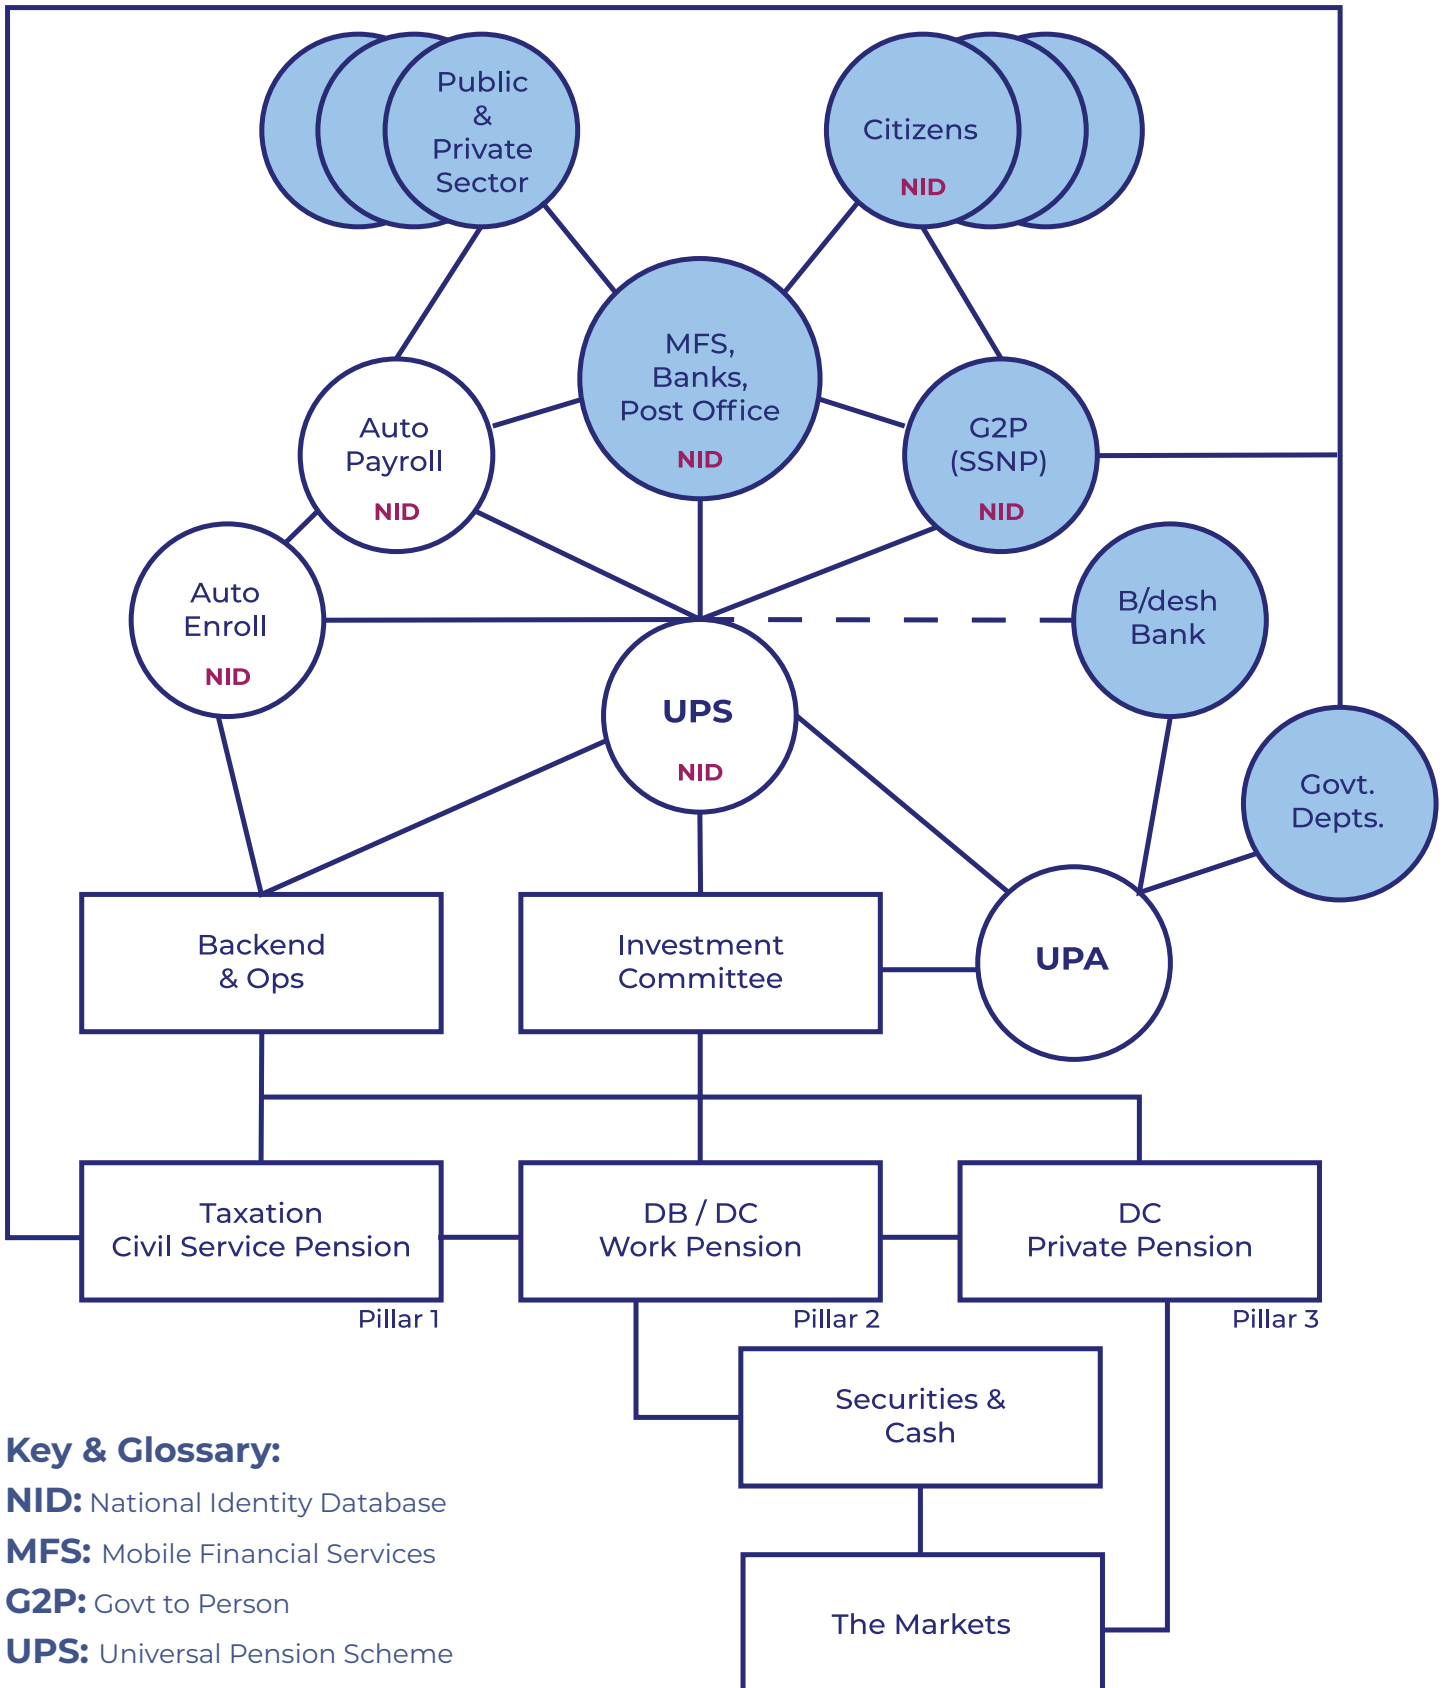 Public
&
Private
Sector
Citizens
NID
MFS,
Banks,
Post Office
NID
Auto
Payroll
NID
G2P
(SSNP)
NID
Auto
Enroll
NID
B/desh
Bank
UPS
NID
Govt.
Depts.
Backend
& Ops
Investment
Committee
UPA
Taxation
Civil Service Pension
Pillar 1
DB / DC
Work Pension
Pillar 2
DC
Private Pension
Pillar 3
Securities &
Cash
The Markets
Key & Glossary:
NID: National Identity Database
MFS: Mobile Financial Services
G2P: Govt to Person
UPS: Universal Pension Scheme